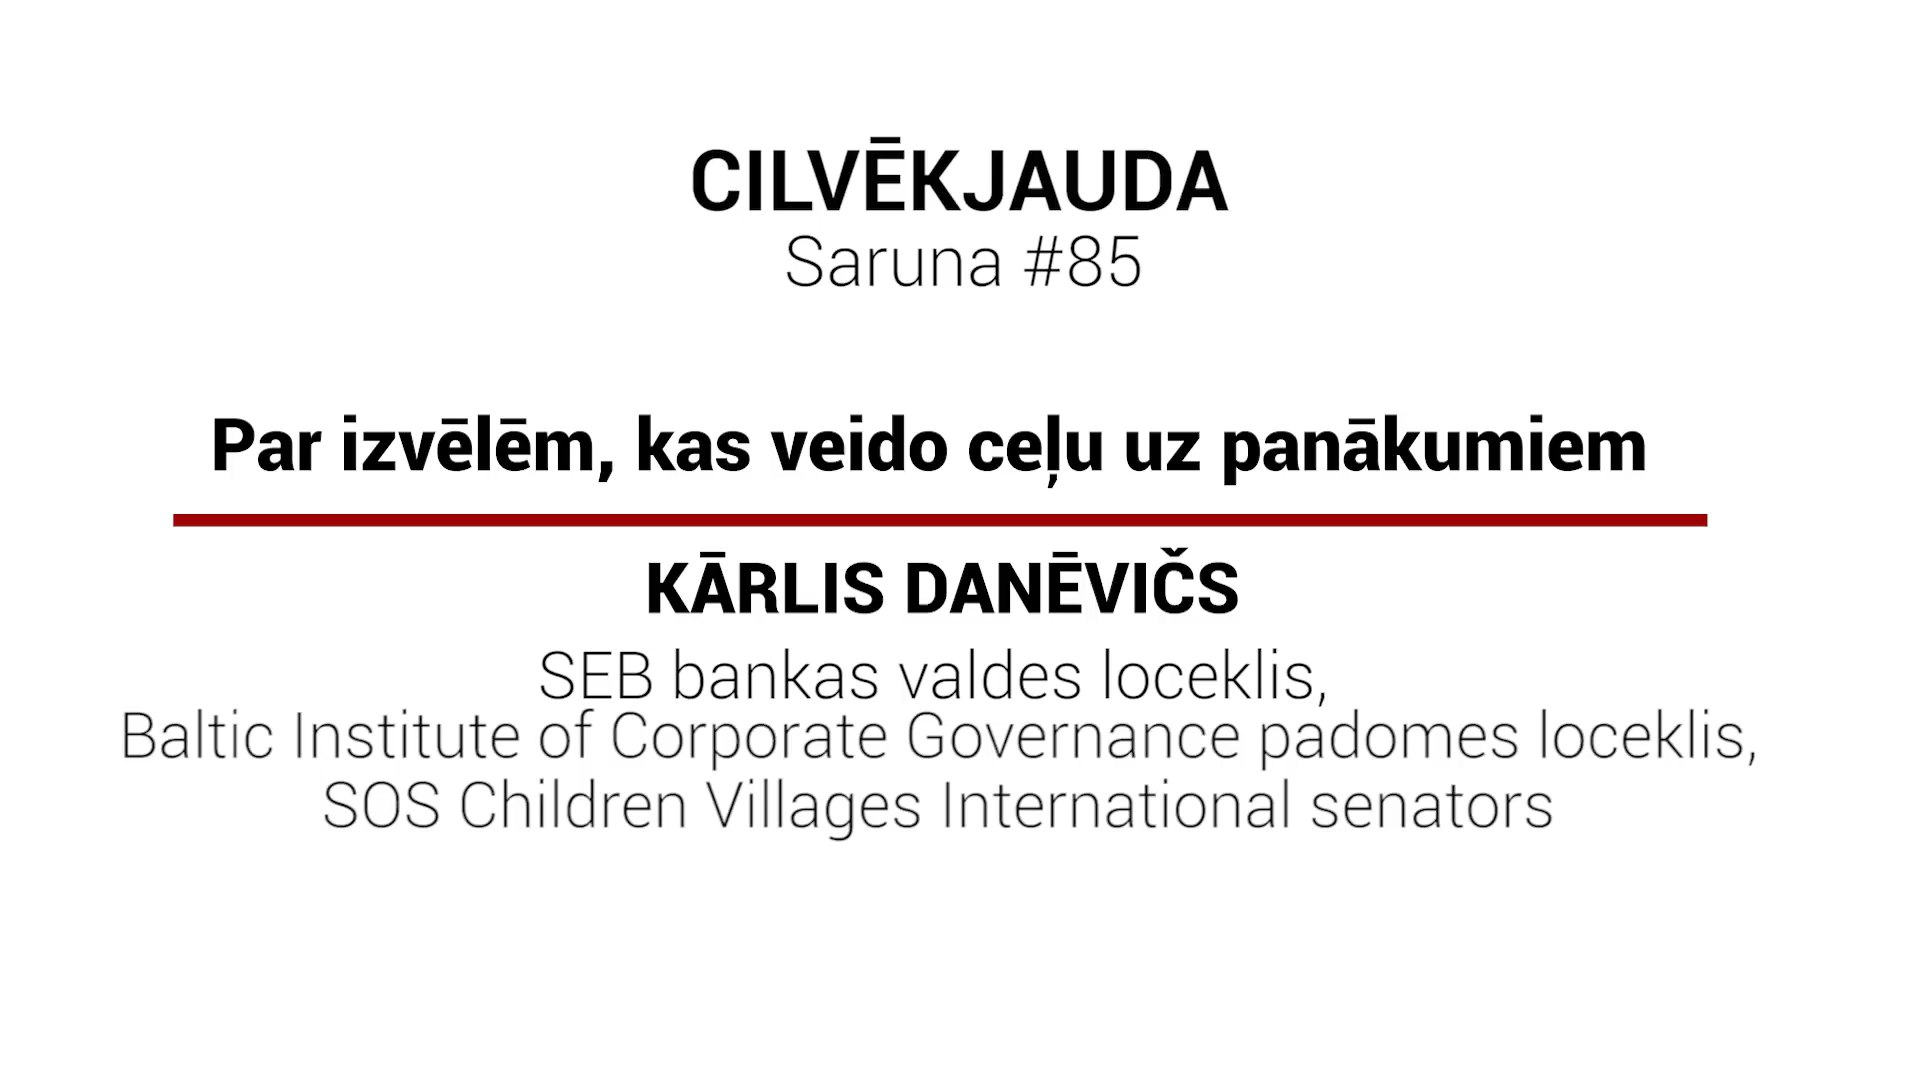 CILVĒKJAUDA
Saruna #85
Par izvēlēm, kas veido ceļu uz panākumiem
KĀRLIS DANĒVIČS
SEB bankas valdes loceklis,
Baltic Institute of Corporate Governance padomes loceklis,
SOS Children Villages International senators